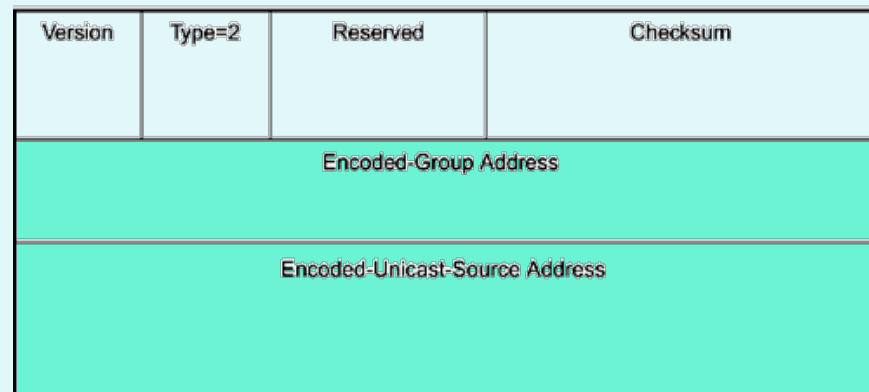 Version Type=2 Reserved Checksum
Encoded-Group Address
Encoded-Unicast-Source Address